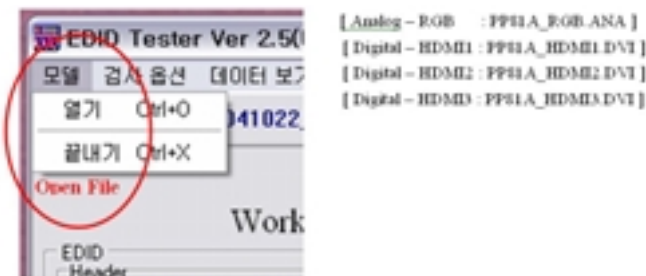 EDID Tester Ver 2.5(
모델 검사 옵션 데이터 보기
열기 Ctrl+O
041022_
끝내기 Ctrl+X
Open File
Work
EDID
Header
[ Analog – RGB : PP81A_RGB.ANA ]
[ Digital – HDMI1 : PP81A_HDMI1.DVI ]
[ Digital – HDMI2 : PP81A_HDMI2.DVI ]
[ Digital – HDMI3 : PP81A_HDMI3.DVI ]